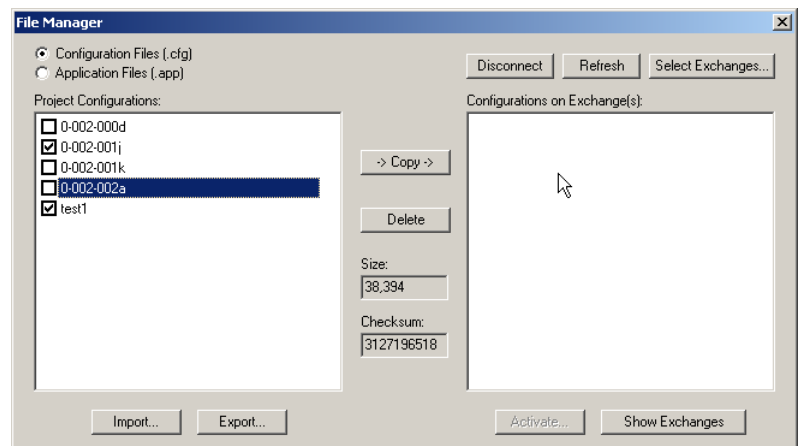 File Manager
Configuration Files (.cfg)
Application Files (.app)
Disconnect
Refresh
Select Exchanges...
Project Configurations:
Configurations on Exchange(s):
0-002-000d
0-002-001j
0-002-001k
0-002-002a
test1
-> Copy ->
Delete
Size:
38,394
Checksum:
3127196518
Import...
Export...
Activate...
Show Exchanges